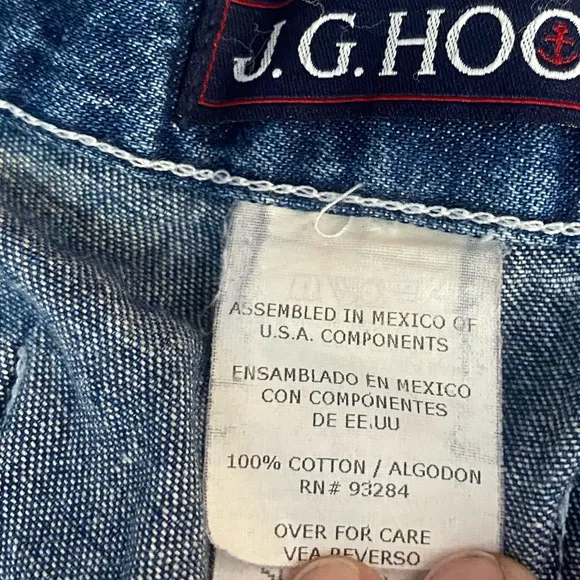 J.G.HOO
ASSEMBLED IN MEXICO OF
U.S.A. COMPONENTS
ENSAMBLADO EN MEXICO
CON COMPONENTES
DE EE.UU
100% COTTON / ALGODON
RN# 93284
OVER FOR CARE
VEA REVERSO